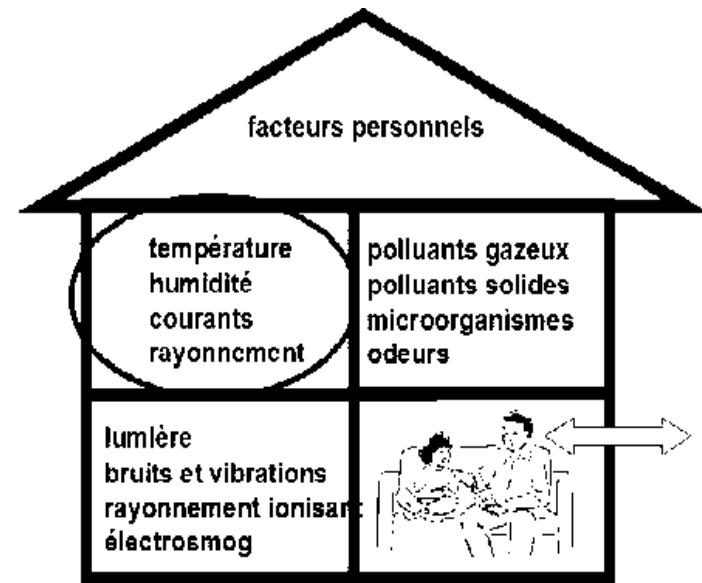 facteurs personnels
température
humidité
courants
rayonnement
polluants gazeux
polluants solides
microorganismes
odeurs
lumière
bruits et vibrations
rayonnement ionisant
électrosmog